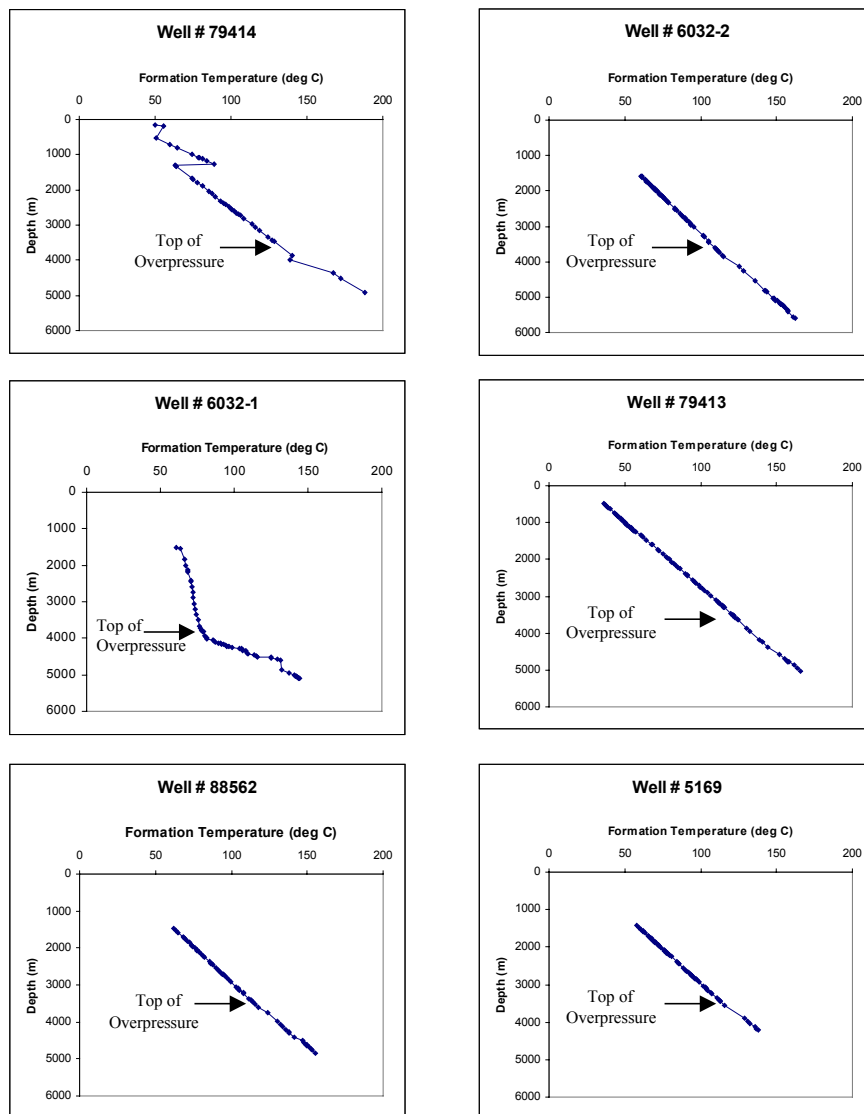 Well # 79414
Formation Temperature (deg C)
0 50 100 150 200
0
1000
2000
3000
4000
5000
6000
Depth (m)
Top of
Overpressure
Well # 6032-2
Formation Temperature (deg C)
0 50 100 150 200
0
1000
2000
3000
4000
5000
6000
Depth (m)
Top of
Overpressure
Well # 6032-1
Formation Temperature (deg C)
0 50 100 150 200
0
1000
2000
3000
4000
5000
6000
Depth (m)
Top of
Overpressure
Well # 79413
Formation Temperature (deg C)
0 50 100 150 200
0
1000
2000
3000
4000
5000
6000
Depth (m)
Top of
Overpressure
Well # 88562
Formation Temperature (deg C)
0 50 100 150 200
0
1000
2000
3000
4000
5000
6000
Depth (m)
Top of
Overpressure
Well # 5169
Formation Temperature (deg C)
0 50 100 150 200
0
1000
2000
3000
4000
5000
6000
Depth (m)
Top of
Overpressure